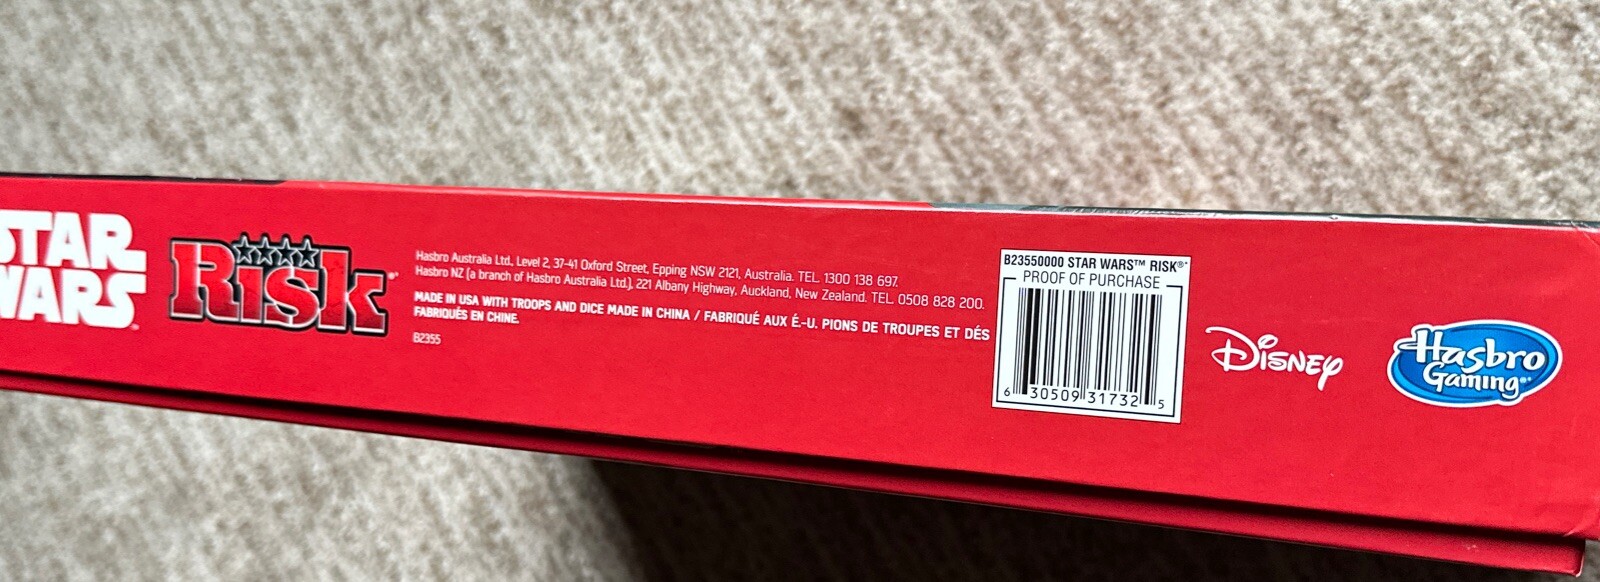 STAR
WARS
RISK
Hasbro Australia Ltd., Level 2, 37-41 Oxford Street, Epping NSW 2121, Australia. TEL. 1300 138 697.
Hasbro NZ (a branch of Hasbro Australia Ltd.), 221 Albany Highway, Auckland, New Zealand. TEL. 0508 828 200.
MADE IN USA WITH TROOPS AND DICE MADE IN CHINA / FABRIQUÉ AUX É.-U. PIONS DE TROUPES ET DÉS
FABRIQUÉS EN CHINE.
B2355
B23550000 STAR WARS™ RISK®
PROOF OF PURCHASE
6 30509 31732 5
DISNEY
Hasbro
Gaming